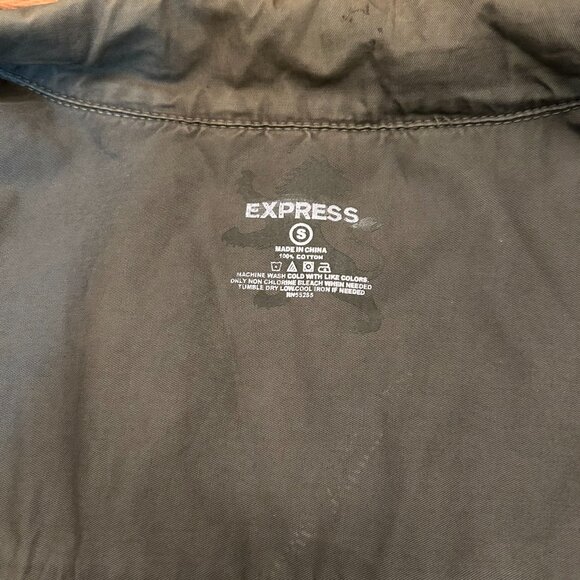 EXPRESS
S
MADE IN CHINA
100% COTTON
MACHINE WASH COLD WITH LIKE COLORS.
ONLY NON CHLORINE BLEACH WHEN NEEDED
TUMBLE DRY LOW.COOL IRON IF NEEDED
RN55285